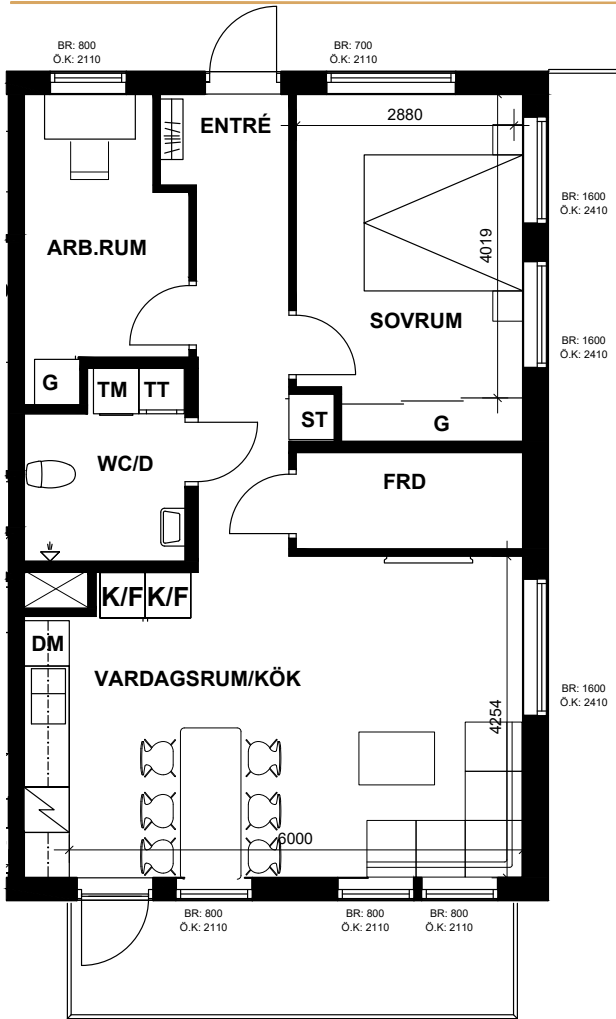 BR: 800
Ö.K: 2110
BR: 700
Ö.K: 2110
ENTRÉ
2880
BR: 1600
Ö.K: 2410
ARB.RUM
4019
SOVRUM
BR: 1600
Ö.K: 2410
G
TM
TT
ST
G
WC/D
FRD
K/F
K/F
DM
VARDAGSRUM/KÖK
BR: 1600
Ö.K: 2410
4254
6000
BR: 800
Ö.K: 2110
BR: 800
Ö.K: 2110
BR: 800
Ö.K: 2110